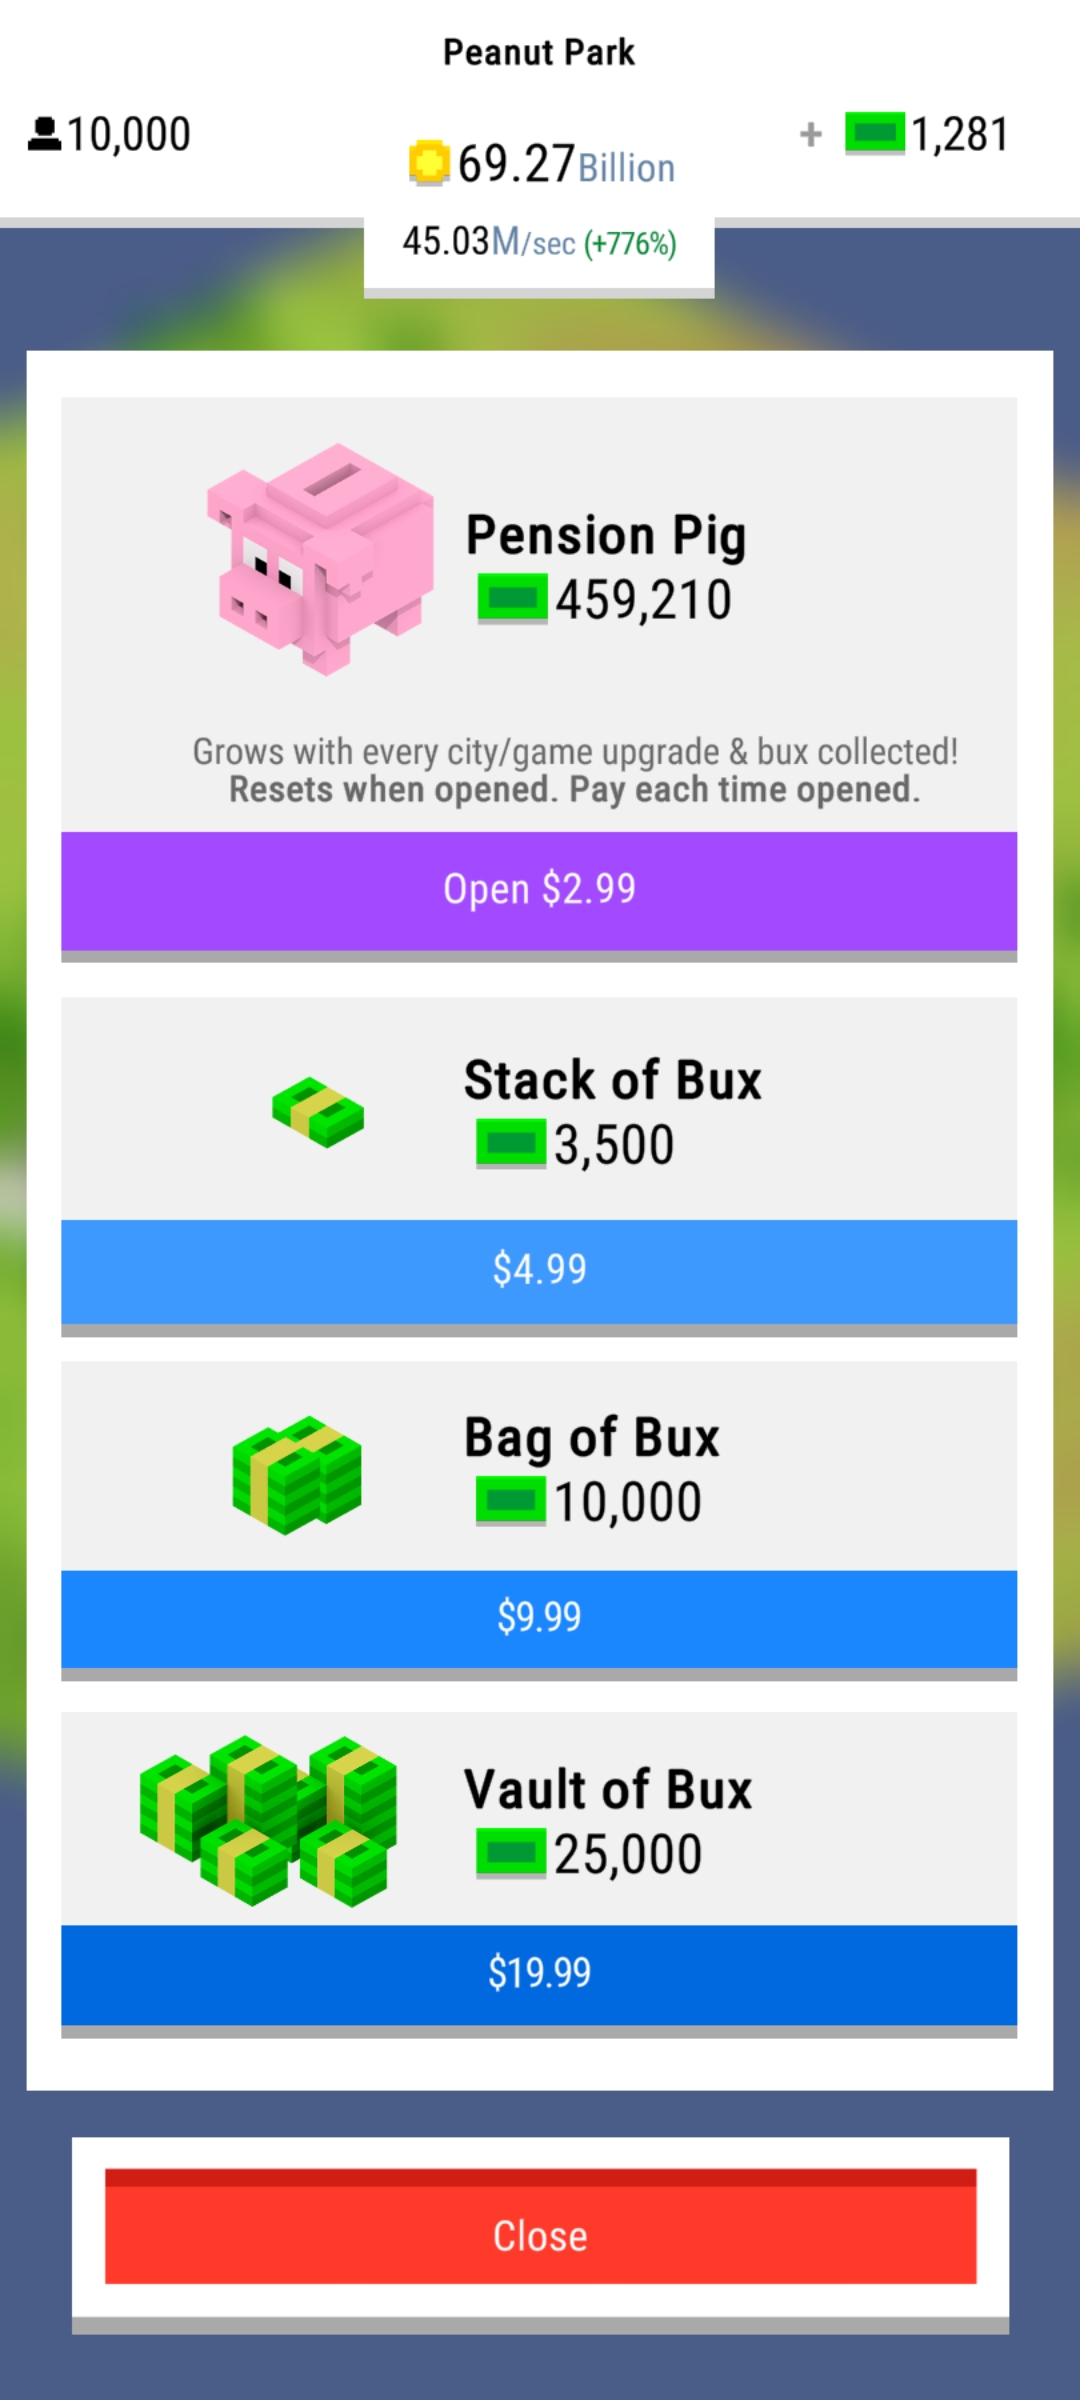 Peanut Park
10,000
69.27Billion
+ 1,281
45.03M/sec (+776%)
Pension Pig
459,210
Grows with every city/game upgrade & bux collected!
Resets when opened. Pay each time opened.
Open $2.99
Stack of Bux
3,500
$4.99
Bag of Bux
10,000
$9.99
Vault of Bux
25,000
$19.99
Close